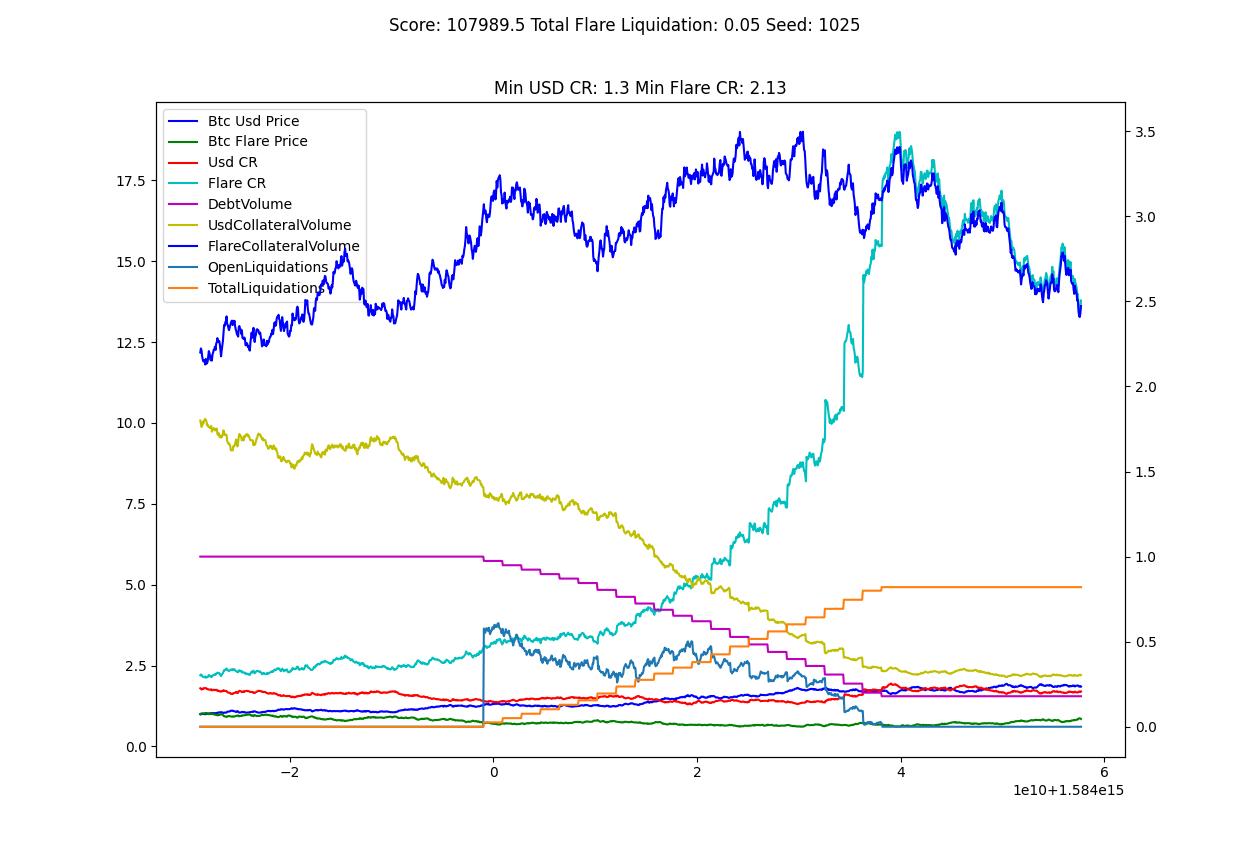 Score: 107989.5 Total Flare Liquidation: 0.05 Seed: 1025
Min USD CR: 1.3 Min Flare CR: 2.13
Btc Usd Price
Btc Flare Price
Usd CR
Flare CR
DebtVolume
UsdCollateralVolume
FlareCollateralVolume
OpenLiquidations
TotalLiquidations
17.5
15.0
12.5
10.0
7.5
5.0
2.5
0.0
3.5
3.0
2.5
2.0
1.5
1.0
0.5
0.0
−2 0 2 4 6
1e10+1.584e15